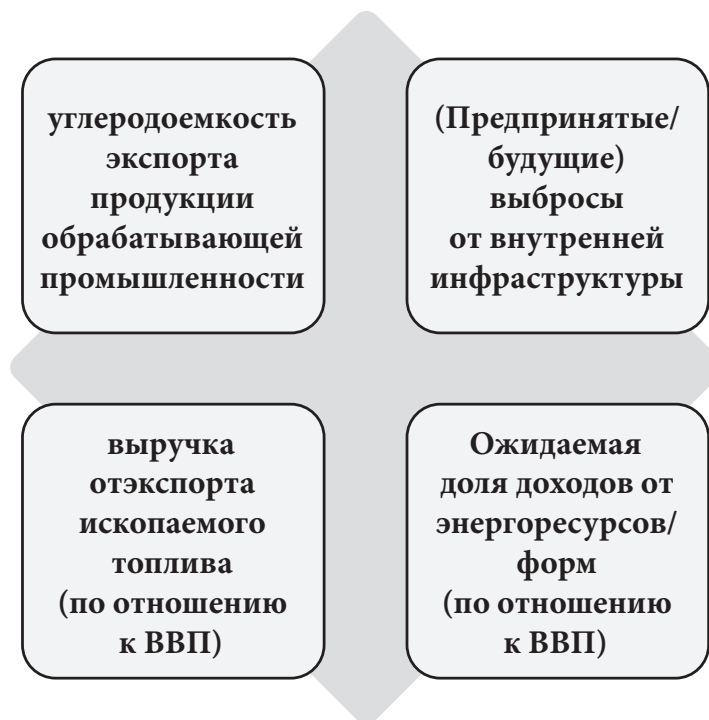 углеродоемкость
экспорта
продукции
обрабатывающей
промышленности
(Предпринятые/
будущие)
выбросы
от внутренней
инфраструктуры
выручка
отэкспорта
ископаемого
топлива
(по отношению
к ВВП)
Ожидаемая
доля доходов от
энергоресурсов/
форм
(по отношению
к ВВП)